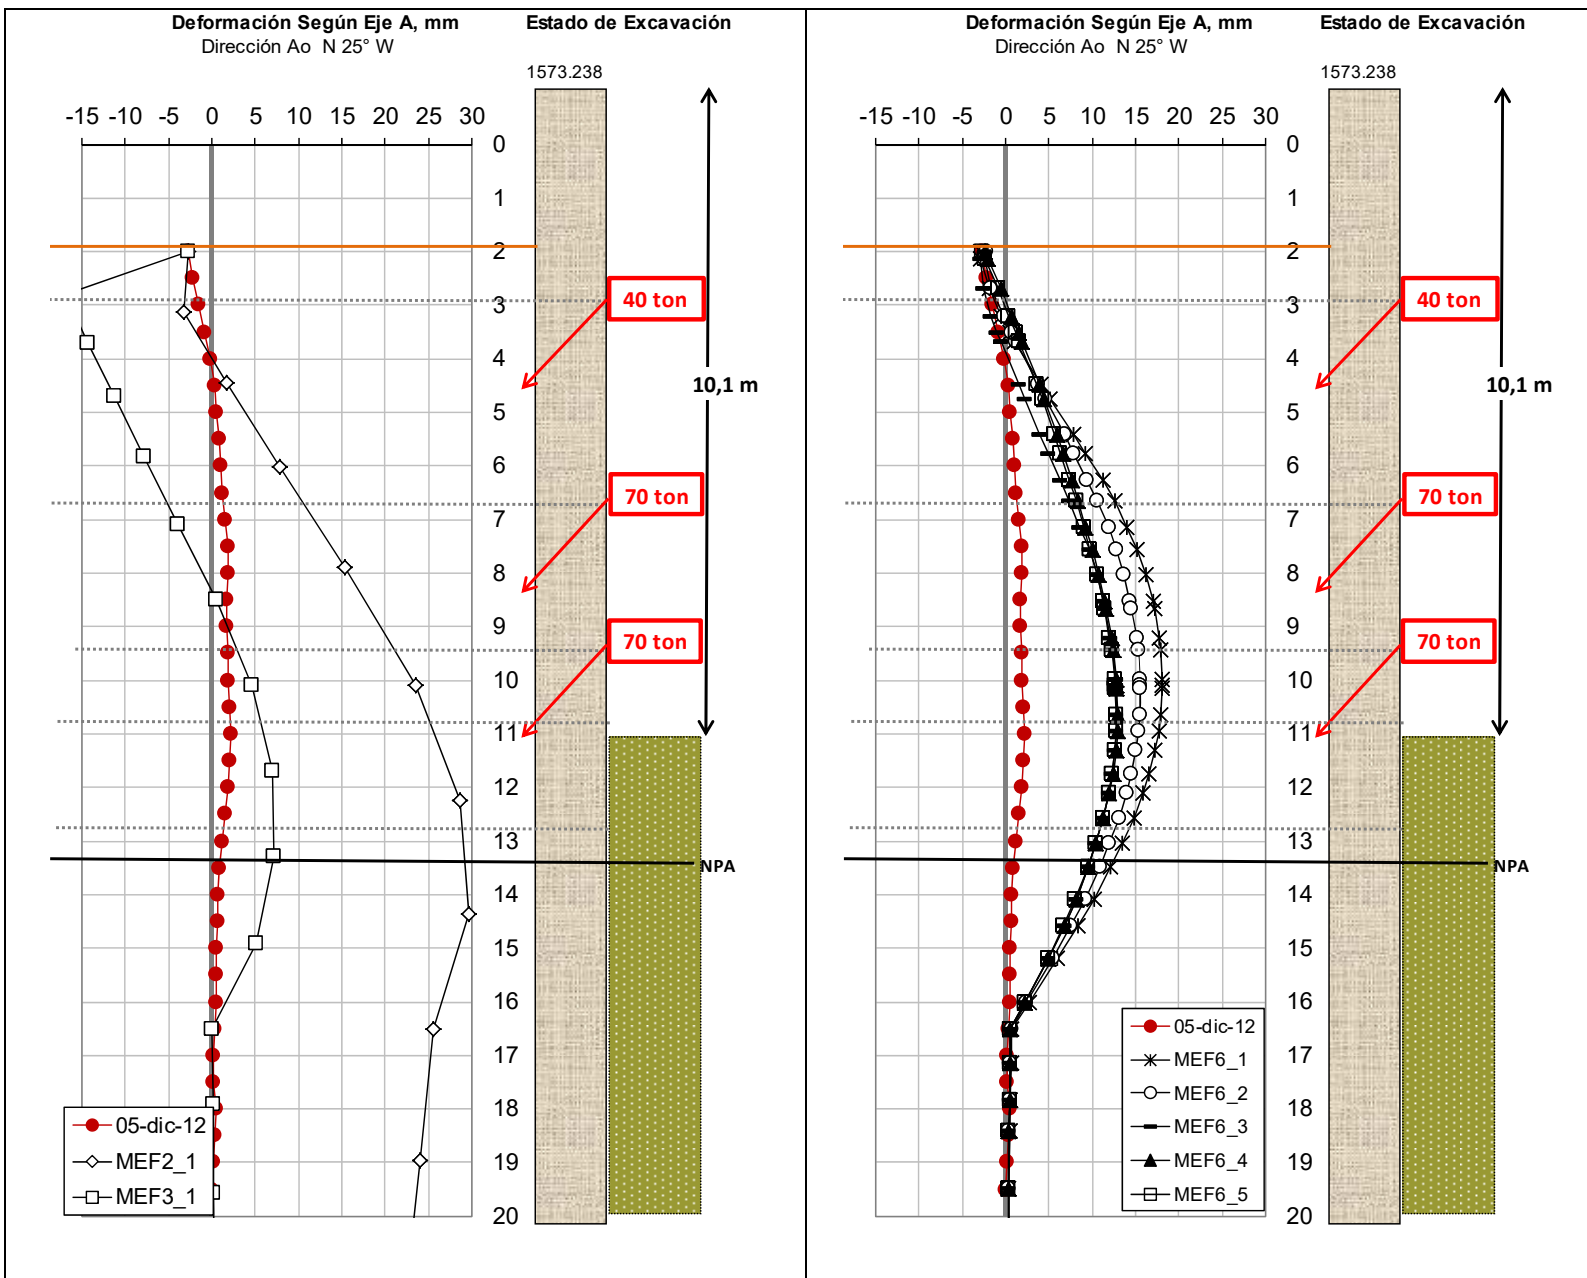 Deformación Según Eje A, mm
Dirección Ao N 25° W
Estado de Excavación
1573.238
-15 -10 -5 0 5 10 15 20 25 30
0
1
2
3
4
5
6
7
8
9
10
11
12
13
14
15
16
17
18
19
20
40 ton
70 ton
70 ton
10,1 m
NPA
05-dic-12
MEF2_1
MEF3_1
Deformación Según Eje A, mm
Dirección Ao N 25° W
Estado de Excavación
1573.238
-15 -10 -5 0 5 10 15 20 25 30
0
1
2
3
4
5
6
7
8
9
10
11
12
13
14
15
16
17
18
19
20
40 ton
70 ton
70 ton
10,1 m
NPA
05-dic-12
MEF6_1
MEF6_2
MEF6_3
MEF6_4
MEF6_5